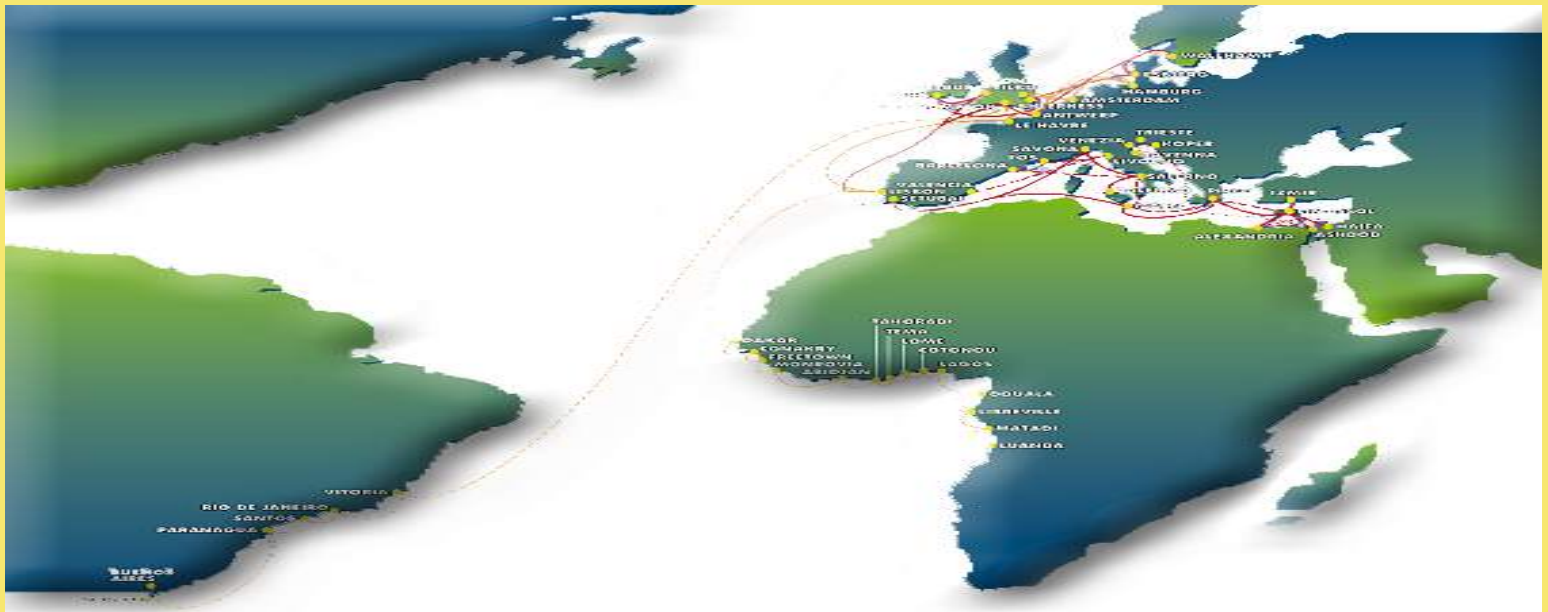 WALLHAMN
HAMBURG
AMSTERDAM
ANTWERP
LE HAVRE
TRIESTE
VENEZIA
KOPER
SAVONA
FOS
LIVORNO
BARCELONA
SALERNO
VALENCIA
LISBON
SETUBAL
IZMIR
ALEXANDRIA
HAIFA
ASHDOD
TAKORADI
TEMA
LOME
COTONOU
LAGOS
DAKAR
CONAKRY
FREETOWN
MONROVIA
ABIDJAN
DOUALA
LIBREVILLE
MATADI
LUANDA
VITORIA
RIO DE JANEIRO
SANTOS
PARANAGUA
BUENOS
AIRES